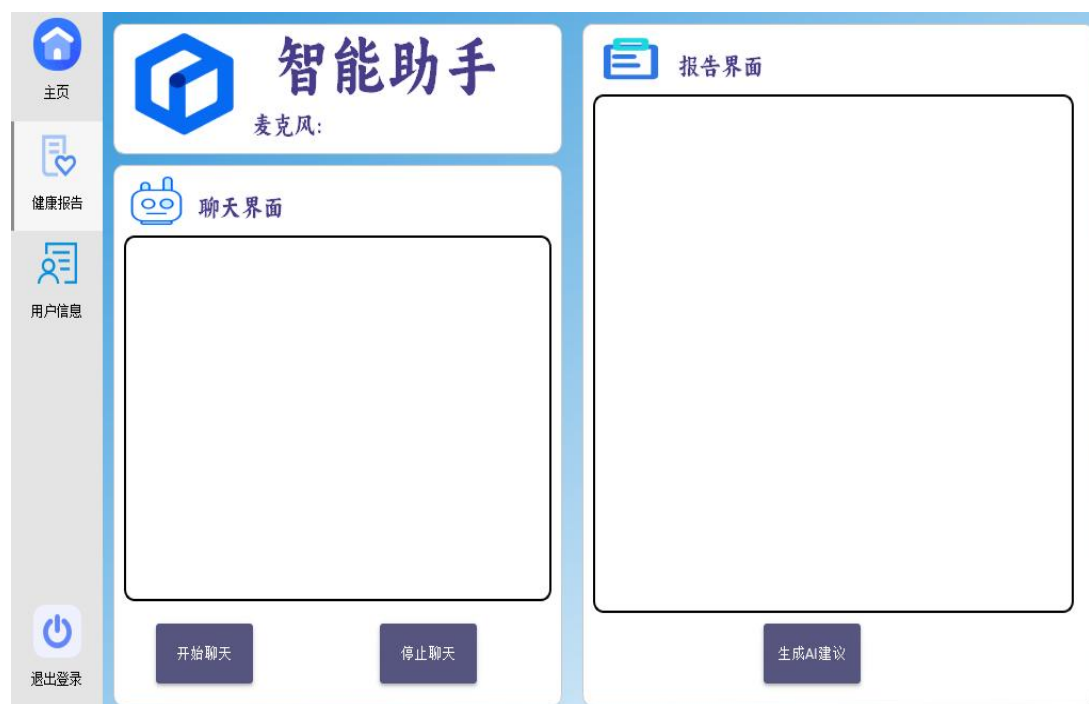 主页
健康报告
用户信息
退出登录
智能助手
麦克风:
聊天界面
开始聊天
停止聊天
报告界面
生成AI建议